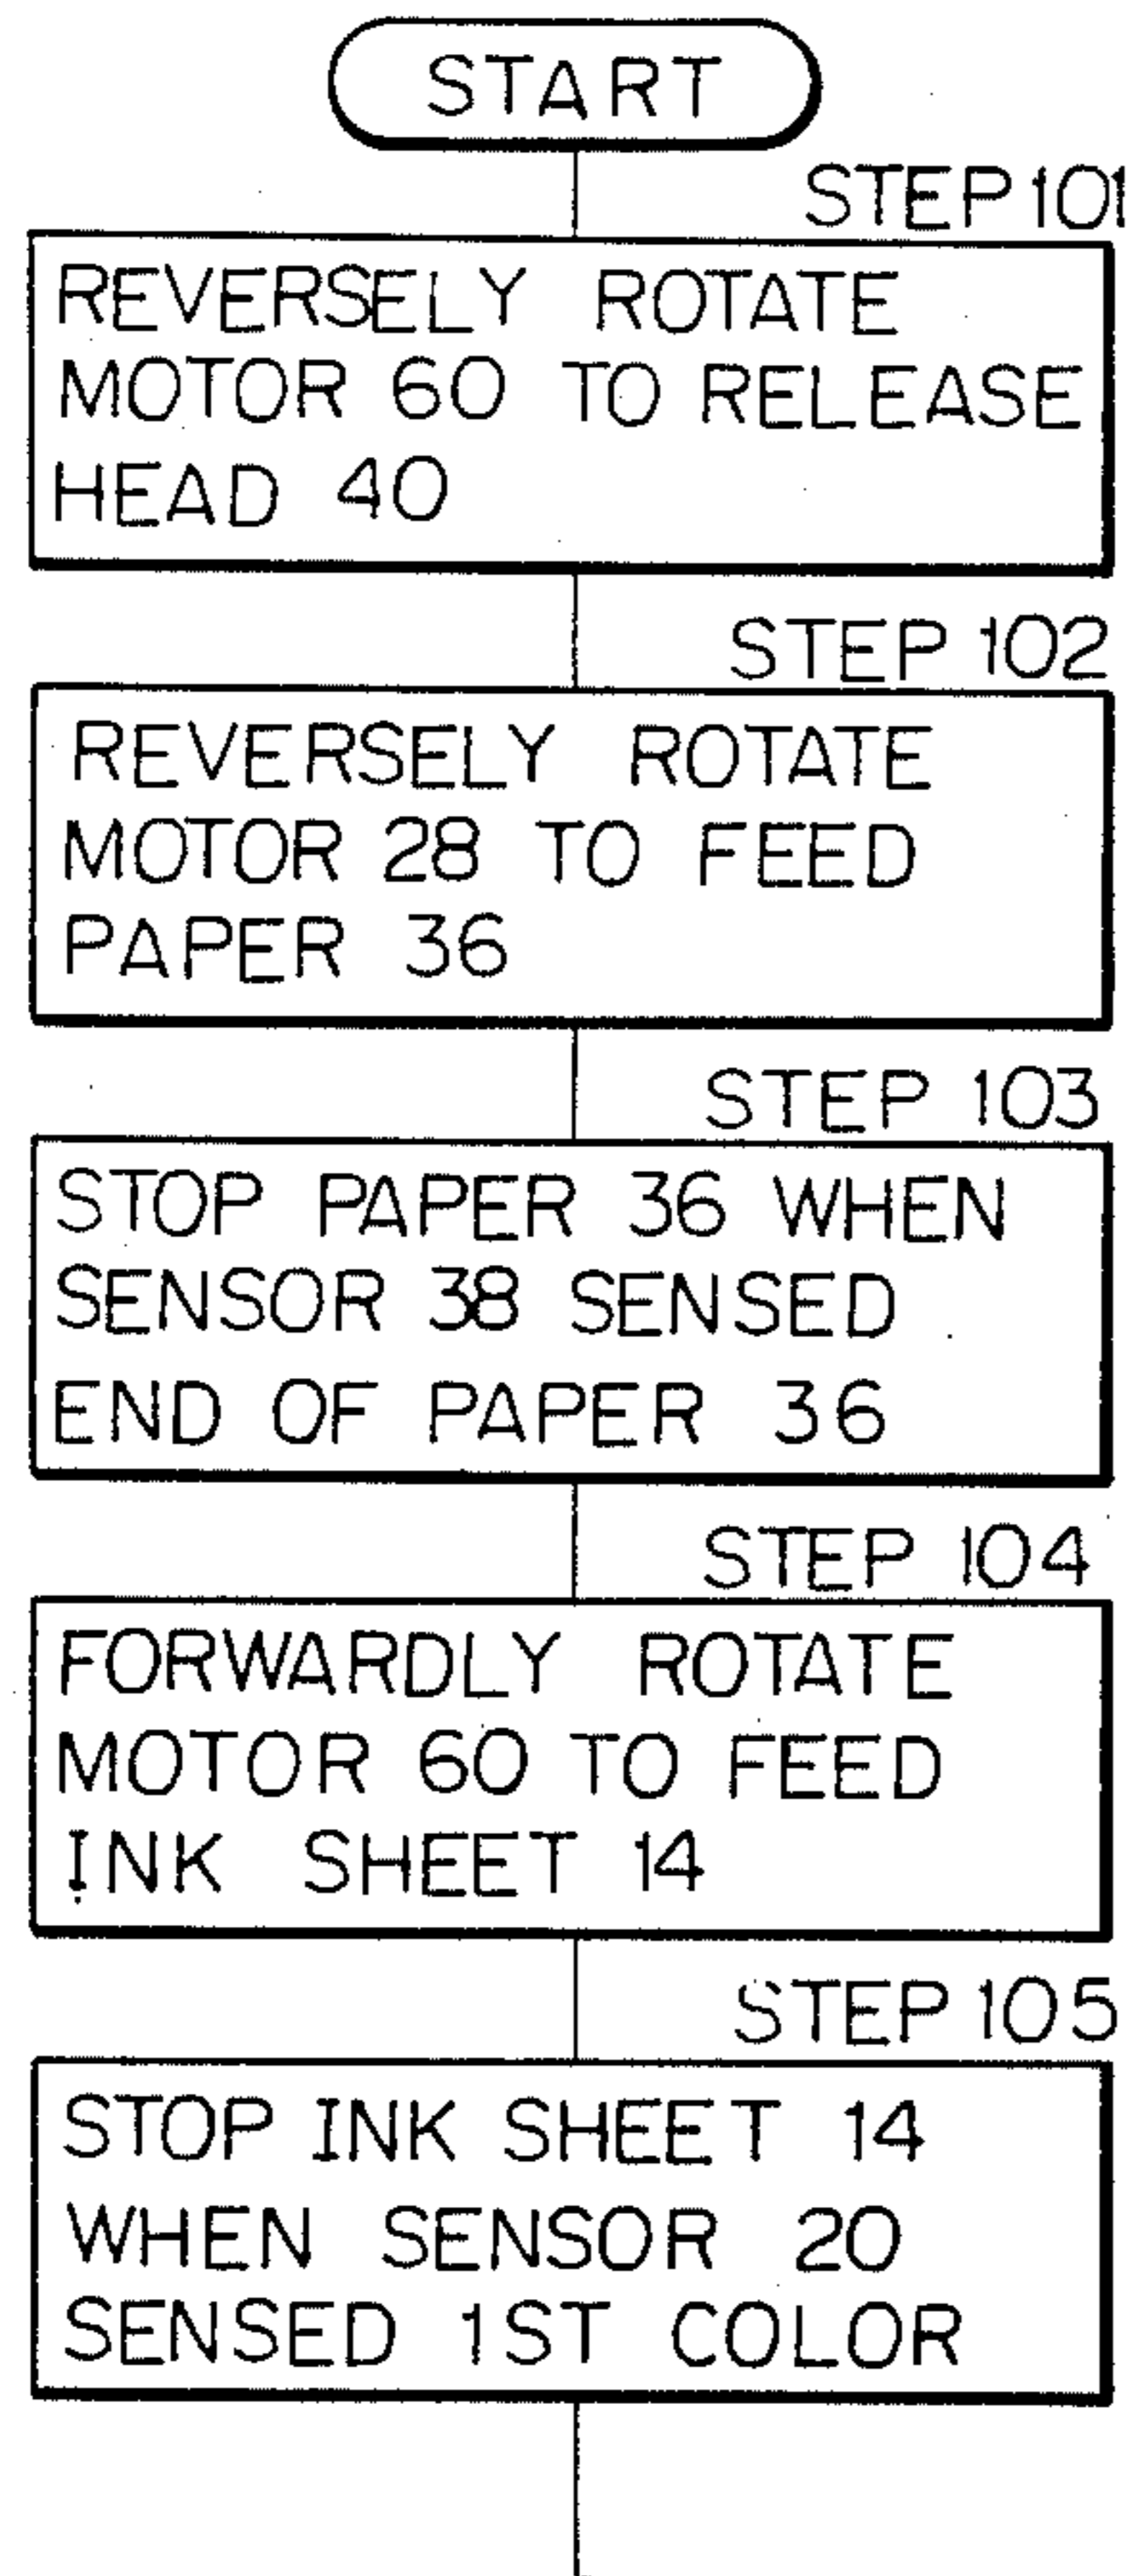 START
STEP 101
REVERSELY ROTATE
MOTOR 60 TO RELEASE
HEAD 40
STEP 102
REVERSELY ROTATE
MOTOR 28 TO FEED
PAPER 36
STEP 103
STOP PAPER 36 WHEN
SENSOR 38 SENSED
END OF PAPER 36
STEP 104
FORWARDLY ROTATE
MOTOR 60 TO FEED
INK SHEET 14
STEP 105
STOP INK SHEET 14
WHEN SENSOR 20
SENSED 1ST COLOR